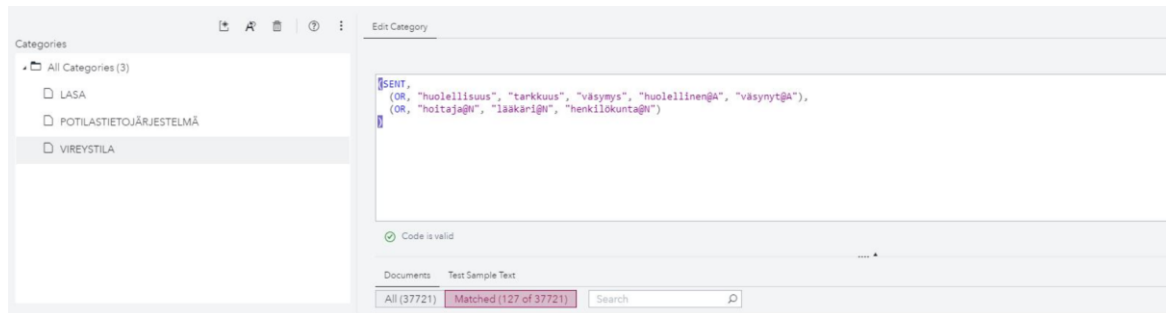 Edit Category
Categories
All Categories (3)
LASA
POTILASTIETOJÄRJESTELMÄ
VIREYSTILA
(SENT,
(OR, "huolellisuus", "tarkkuus", "väsymys", "huolellinen@A", "väsynyt@A"),
(OR, "hoitaja@N", "lääkäri@N", "henkilökunta@N")
)
Code is valid
Documents Test Sample Text
All (37721) Matched (127 of 37721) Search